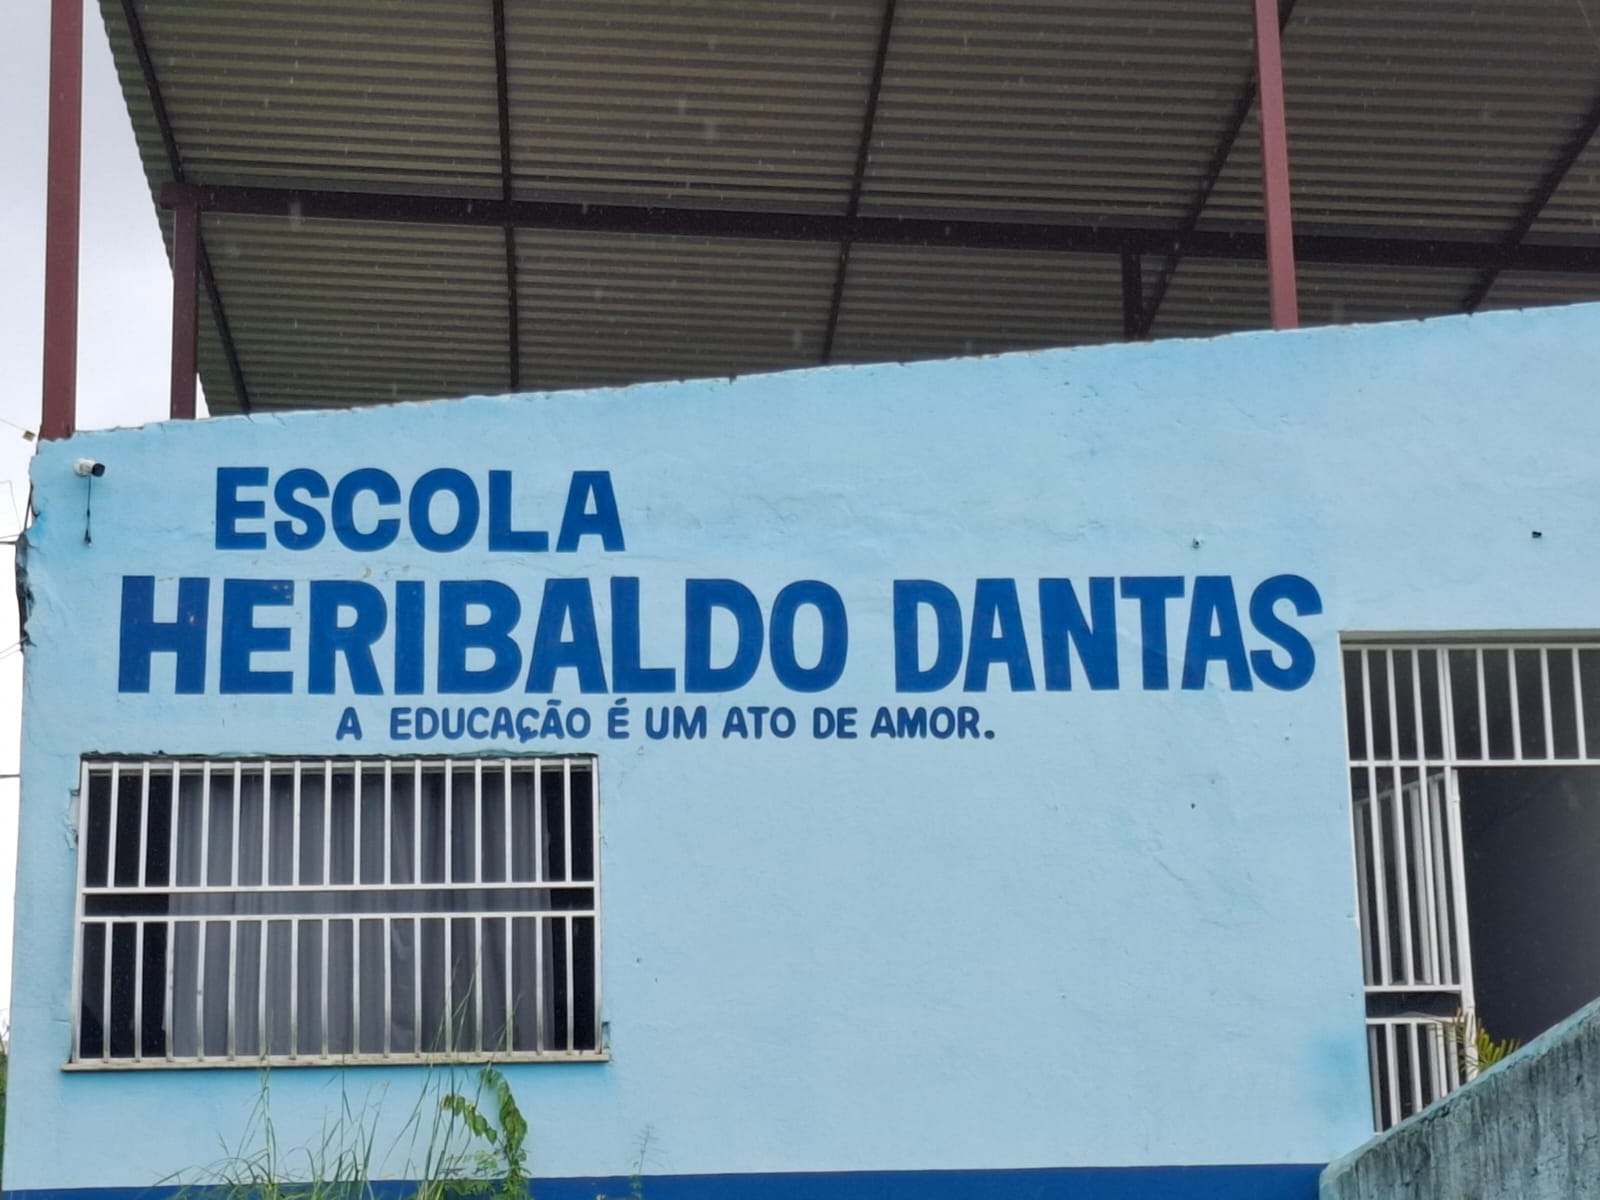 ESCOLA
HERIBALDO DANTAS
A EDUCAÇÃO É UM ATO DE AMOR.